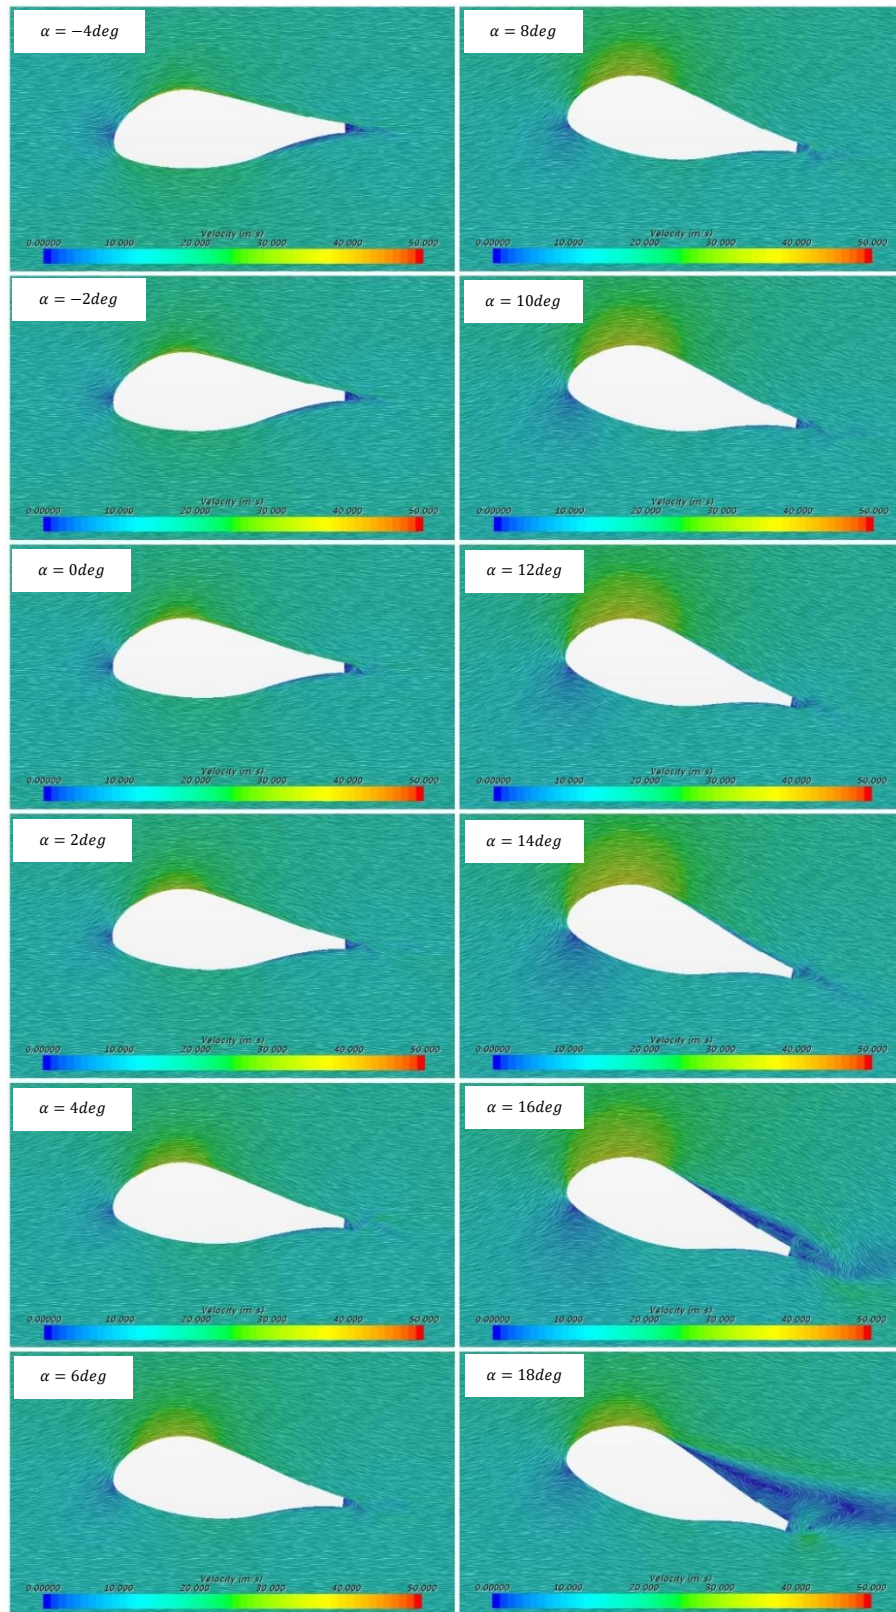 α = −4deg
Velocity (m/s)
0.00000 10.000 20.000 30.000 40.000 50.000
α = −2deg
Velocity (m/s)
0.00000 10.000 20.000 30.000 40.000 50.000
α = 0deg
Velocity (m/s)
0.00000 10.000 20.000 30.000 40.000 50.000
α = 2deg
Velocity (m/s)
0.00000 10.000 20.000 30.000 40.000 50.000
α = 4deg
Velocity (m/s)
0.00000 10.000 20.000 30.000 40.000 50.000
α = 6deg
Velocity (m/s)
0.00000 10.000 20.000 30.000 40.000 50.000
α = 8deg
Velocity (m/s)
0.00000 10.000 20.000 30.000 40.000 50.000
α = 10deg
Velocity (m/s)
0.00000 10.000 20.000 30.000 40.000 50.000
α = 12deg
Velocity (m/s)
0.00000 10.000 20.000 30.000 40.000 50.000
α = 14deg
Velocity (m/s)
0.00000 10.000 20.000 30.000 40.000 50.000
α = 16deg
Velocity (m/s)
0.00000 10.000 20.000 30.000 40.000 50.000
α = 18deg
Velocity (m/s)
0.00000 10.000 20.000 30.000 40.000 50.000